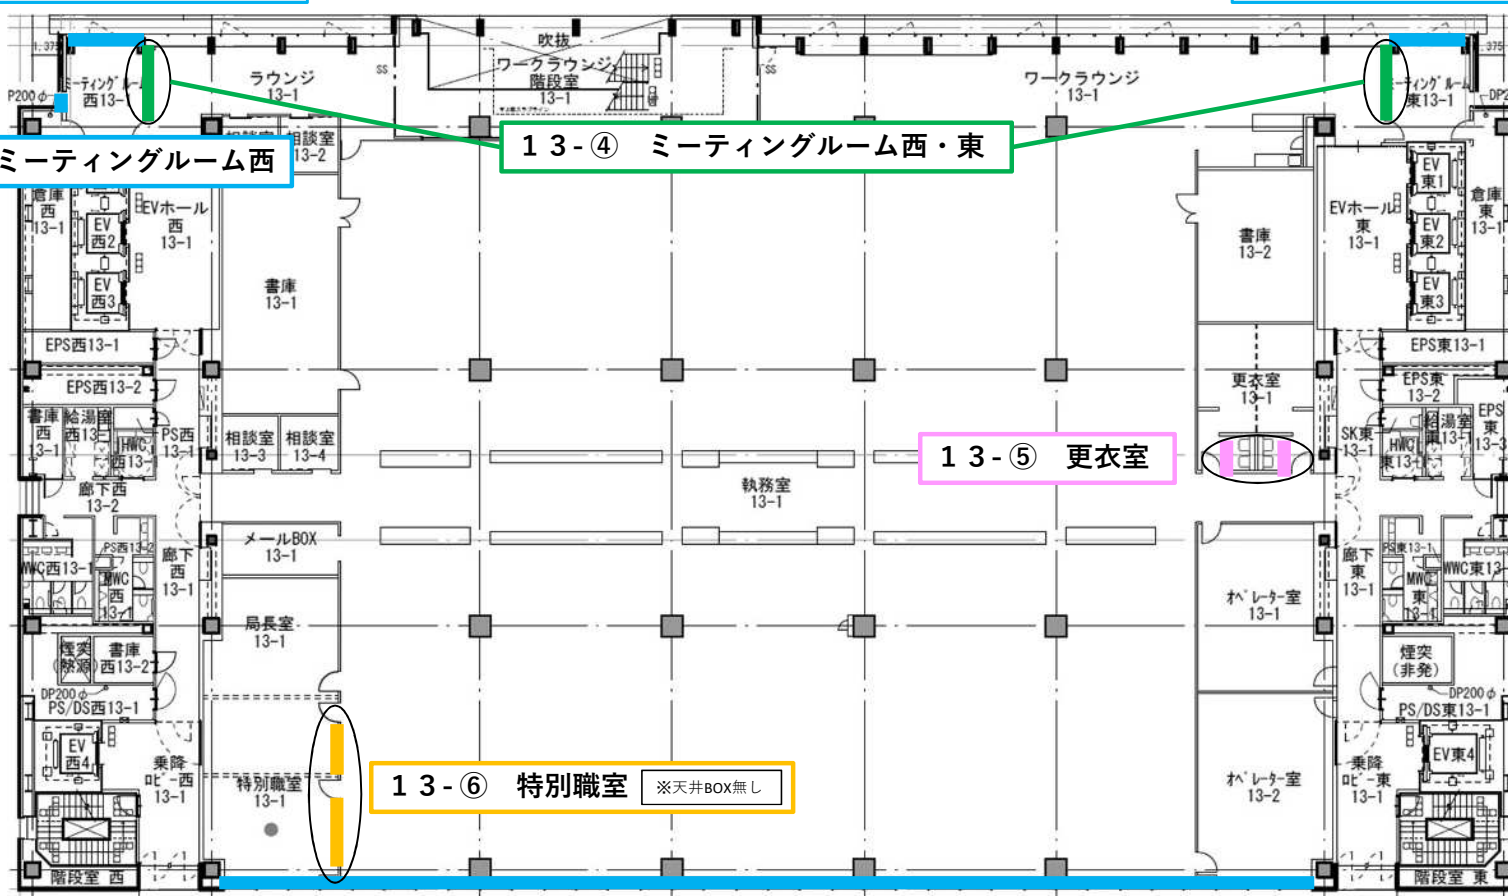 吹抜
1,375
ミーティングルーム
西13-1
P200φ
ラウンジ
13-1
SS
ワークラウンジ
階段室
13-1
SS
ワークラウンジ
13-1
ミーティングルーム
東13-1
375
相談室
相談室
13-2
１３-④　ミーティングルーム西・東
ミーティングルーム西
倉庫
西
13-1
EV
西2
EV
西3
EVホール
西
13-1
書庫
13-1
書庫
13-2
EVホール
東
13-1
EV
東1
EV
東2
EV
東3
倉庫
東
13-1
EPS西13-1
EPS西13-2
EPS東13-1
EPS東
13-2
EPS
東
13-3
書庫
西
13-1
給湯室
西13-1
HWC
西13-1
PS西
13-1
相談室
13-3
相談室
13-4
更衣室
13-1
SK東
13-1
HWC
東13-1
給湯室
東13-1
１３-⑤　更衣室
執務室
13-1
廊下西
13-2
メールBOX
13-1
PS西13-2
廊下
西
13-1
WWC西13-1
MWC
西
13-1
オペレーター室
13-1
廊下
東
13-1
PS東13-1
MWC
東
13-1
WWC東13-1
局長室
13-1
煙突
(熱源)
書庫
西13-2
煙突
(非発)
DP200φ
PS/DS西13-1
DP200φ
PS/DS東13-1
EV
西4
乗降
ロビー西
13-1
特別職室
13-1
１３-⑥　特別職室
※天井BOX無し
オペレーター室
13-2
乗降
ロビー東
13-1
EV東4
階段室 西
階段室 東